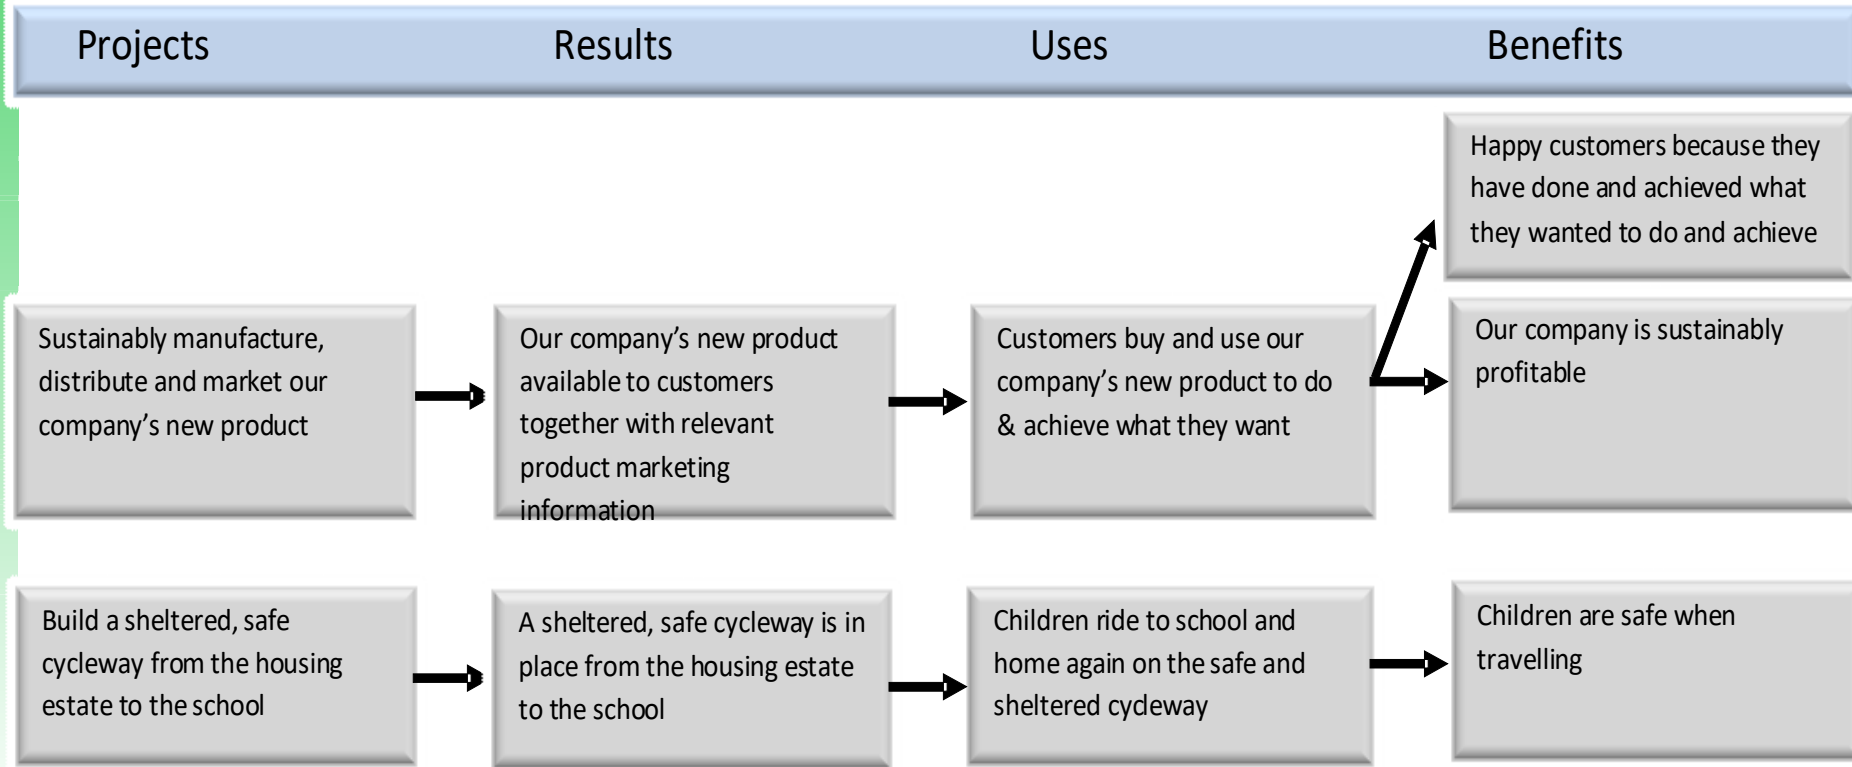 Projects Results Uses Benefits
Happy customers because they
have done and achieved what
they wanted to do and achieve
Sustainably manufacture,
distribute and market our
company’s new product
Our company’s new product
available to customers
together with relevant
product marketing
information
Customers buy and use our
company’s new product to do
& achieve what they want
Our company is sustainably
profitable
Build a sheltered, safe
cycleway from the housing
estate to the school
A sheltered, safe cycleway is in
place from the housing estate
to the school
Children ride to school and
home again on the safe and
sheltered cycleway
Children are safe when
travelling